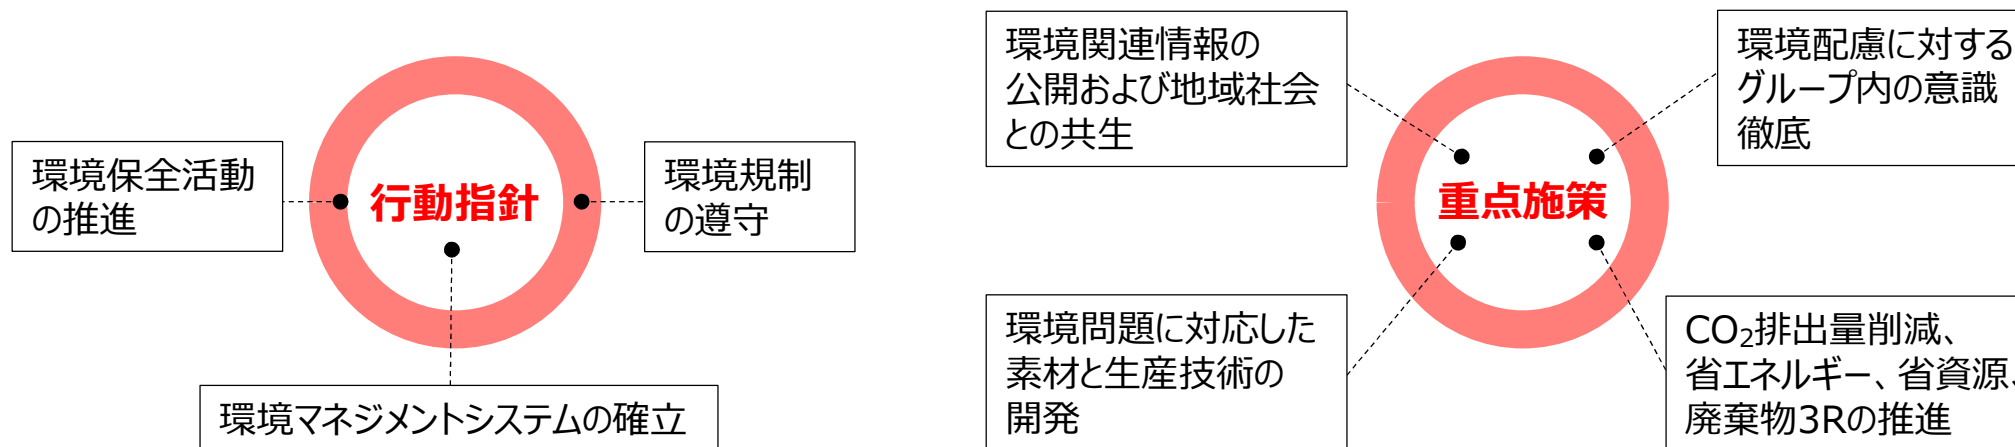 環境保全活動
の推進
行動指針
環境規制
の遵守
環境マネジメントシステムの確立
環境関連情報の
公開および地域社会
との共生
環境配慮に対する
グループ内の意識
徹底
重点施策
環境問題に対応した
素材と生産技術の
開発
CO₂排出量削減、
省エネルギー、省資源、
廃棄物3Rの推進